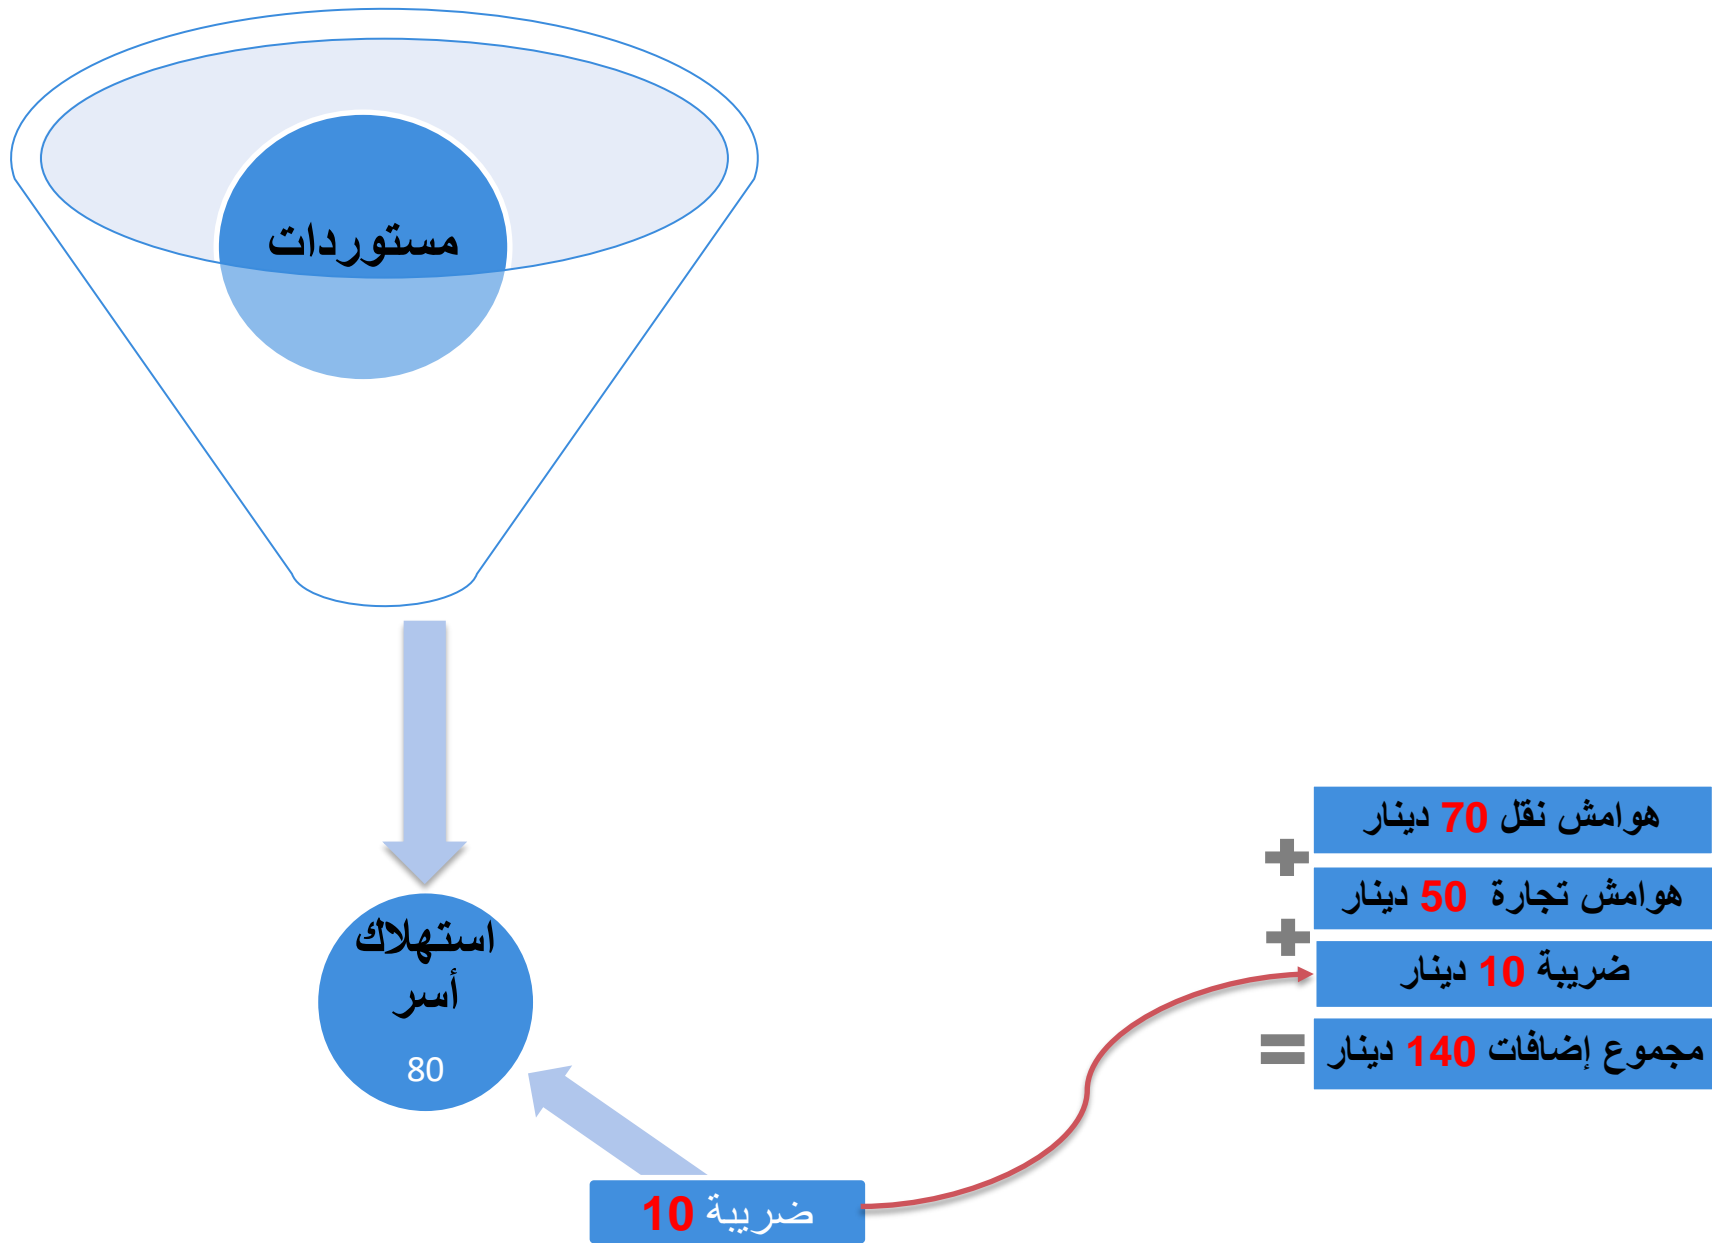 مستوردات
استهلاك
أسر
80
ضريبة 10
هوامش نقل 70 دينار
+
هوامش تجارة 50 دينار
+
ضريبة 10 دينار
=
مجموع إضافات 140 دينار